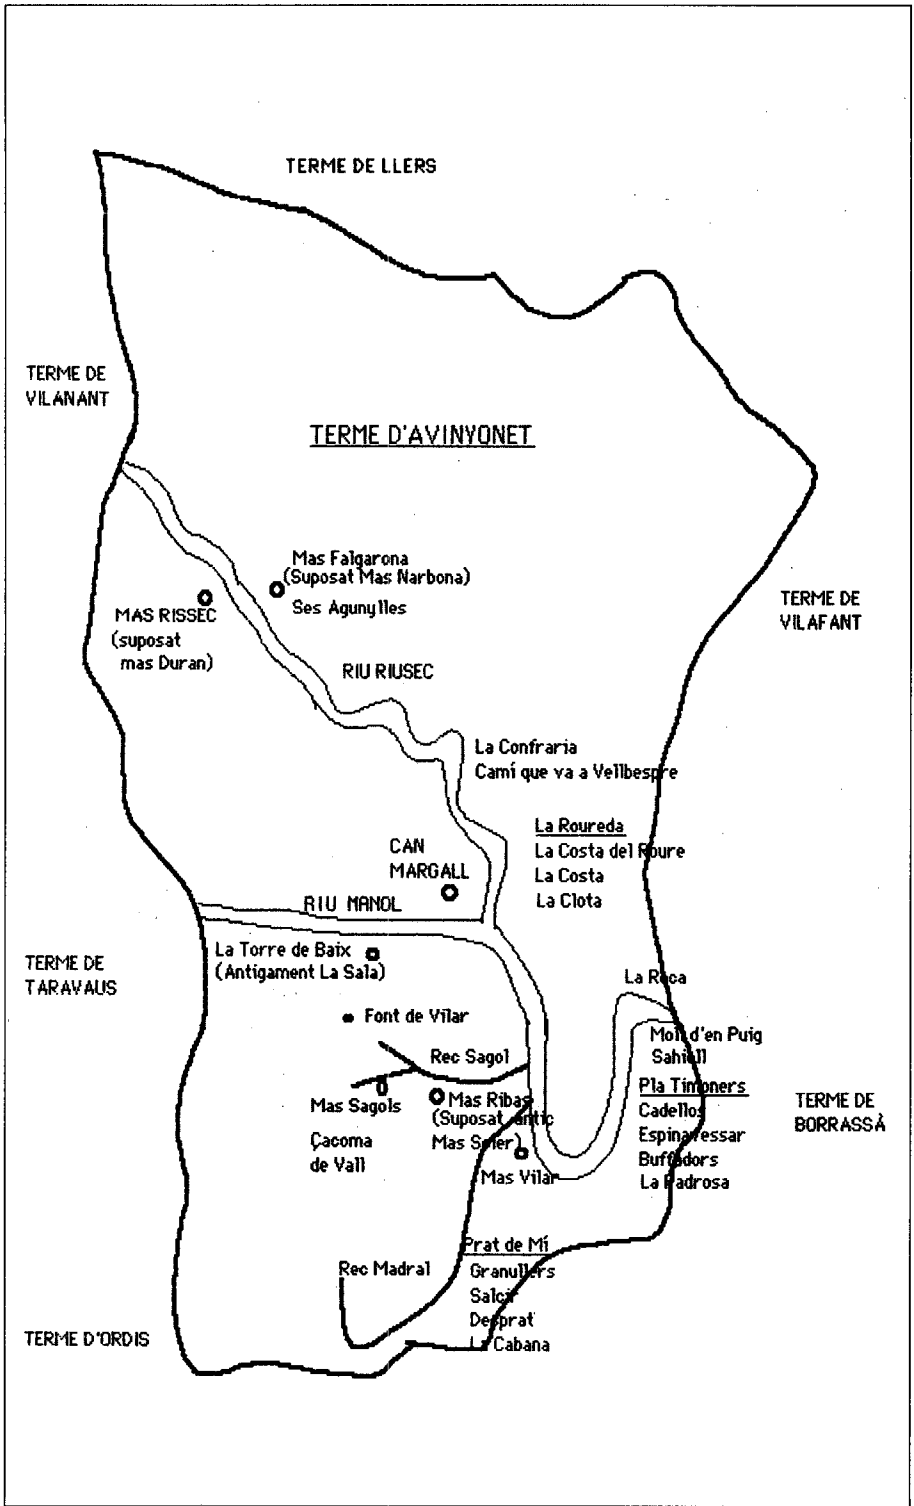 TERME DE LLERS
TERME DE
VILANANT
TERME D'AVINYONET
Mas Falgarona
(Suposat Mas Narbona)
Ses Agunylles
MAS RISSEC
(suposat
mas Duran)
TERME DE
VILAFANT
RIU RIUSEC
La Confraria
Camí que va a Vellbespre
La Roureda
La Costa del Roure
La Costa
La Clota
CAN
MARGALL
RIU MANOL
La Torre de Baix
(Antigament La Sala)
TERME DE
TARAVAUS
La Roca
Font de Vilar
Rec Sagol
Molí d'en Puig
Sahiell
Mas Sagols
Mas Ribas
(Suposat antic
Mas Soler)
Mas Vilar
Çacoma
de Vall
Pla Timoners
Cadellos
Espinavessar
Buffadors
La Padrosa
TERME DE
BORRASSÀ
Rec Madral
Prat de Mí
Granullers
Salcir
Desprat
La Cabana
TERME D'ORDIS